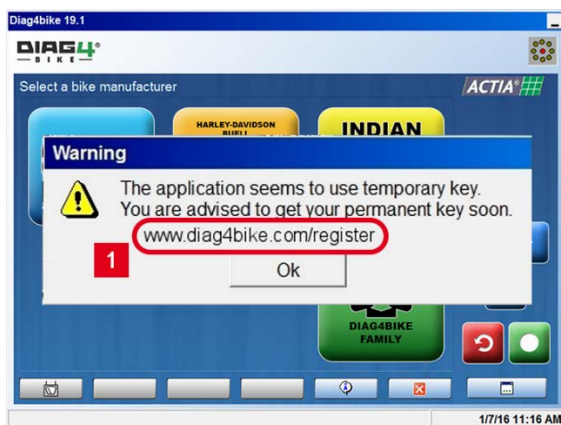 Diag4bike 19.1
DIAG4®
BIKE
Select a bike manufacturer
ACTIA®
HARLEY-DAVIDSON
BUELL
INDIAN
Warning
The application seems to use temporary key.
You are advised to get your permanent key soon.
www.diag4bike.com/register
1
Ok
DIAG4BIKE
FAMILY
1/7/16 11:16 AM